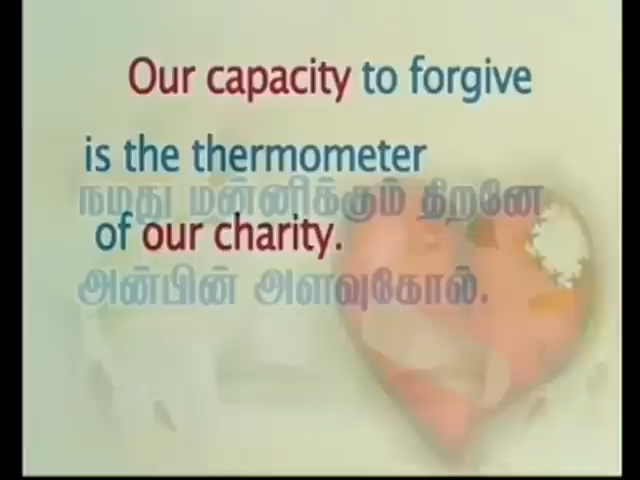 Our capacity to forgive
is the thermometer
நமது மன்னிக்கும் திறனே
of our charity.
அன்பின் அளவுகோல்.